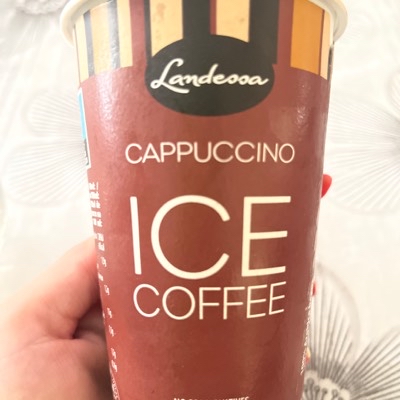 Landessa
CAPPUCCINO
ICE
COFFEE